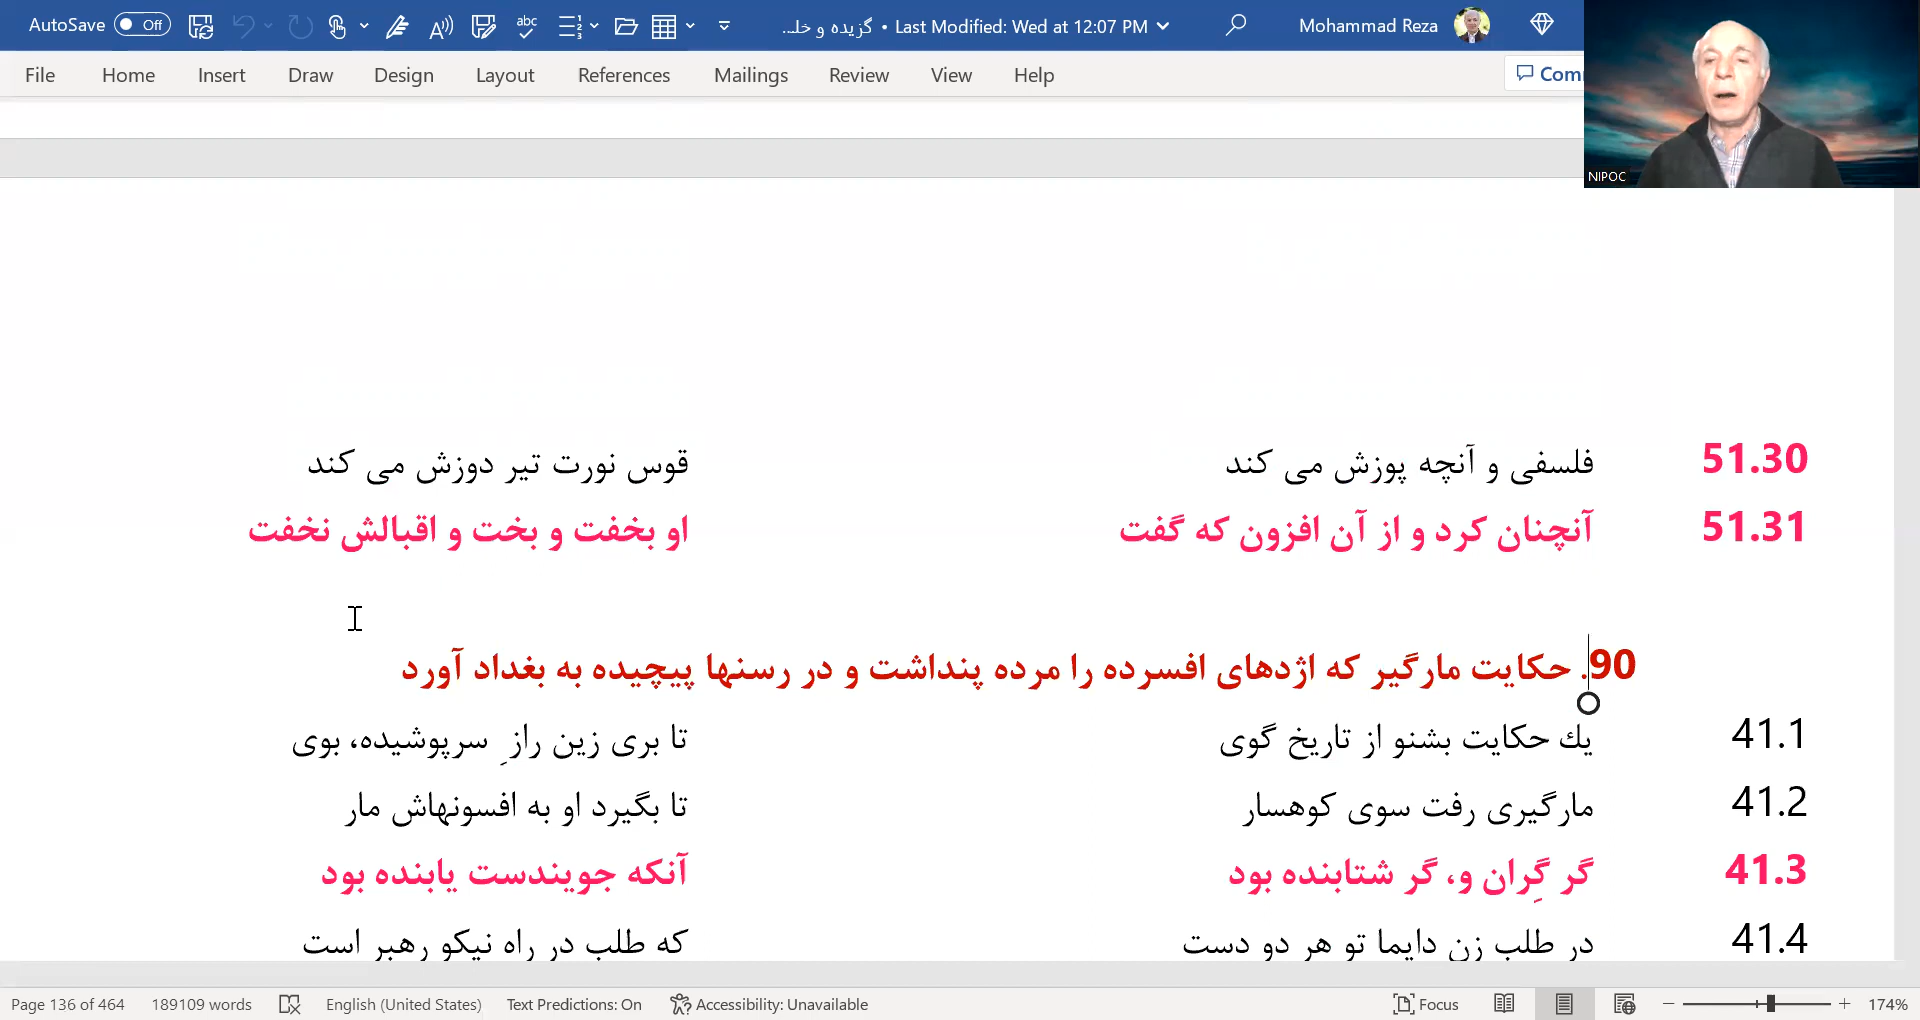 AutoSave Off abc گزیده و خلـ... • Last Modified: Wed at 12:07 PM Mohammad Reza
File Home Insert Draw Design Layout References Mailings Review View Help Com
NIPOC
51.30 فلسفی و آنچه پوزش می کند قوس نورت تیر دوزش می کند
51.31 آنچنان کرد و از آن افزون که گفت او بخفت و بخت و اقبالش نخفت
90. حکایت مارگیر که اژدهای افسرده را مرده پنداشت و در رسنها پیچیده به بغداد آورد
41.1 یك حکایت بشنو از تاریخ گوی تا بری زین رازِ سرپوشیده، بوی
41.2 مارگیری رفت سوی کوهسار تا بگیرد او به افسونهاش مار
41.3 گر گِران و، گر شتابنده بود آنکه جویندست یابنده بود
41.4 در طلب زن دایما تو هر دو دست که طلب در راه نیکو رهبر است
Page 136 of 464 189109 words English (United States) Text Predictions: On Accessibility: Unavailable Focus 174%